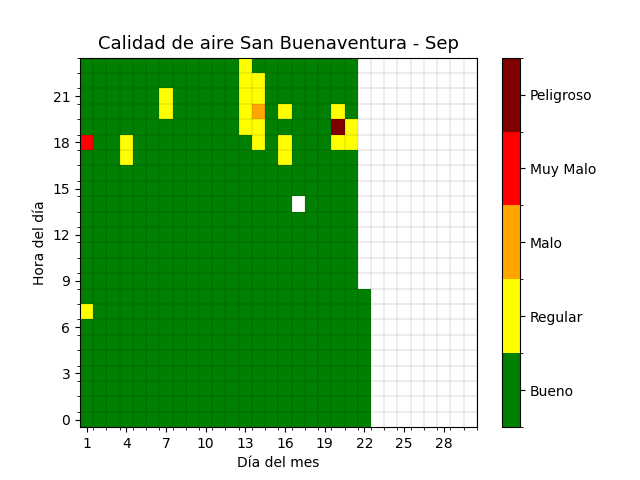 Calidad de aire San Buenaventura - Sep
Hora del día
21
18
15
12
9
6
3
0
1 4 7 10 13 16 19 22 25 28
Día del mes
Peligroso
Muy Malo
Malo
Regular
Bueno